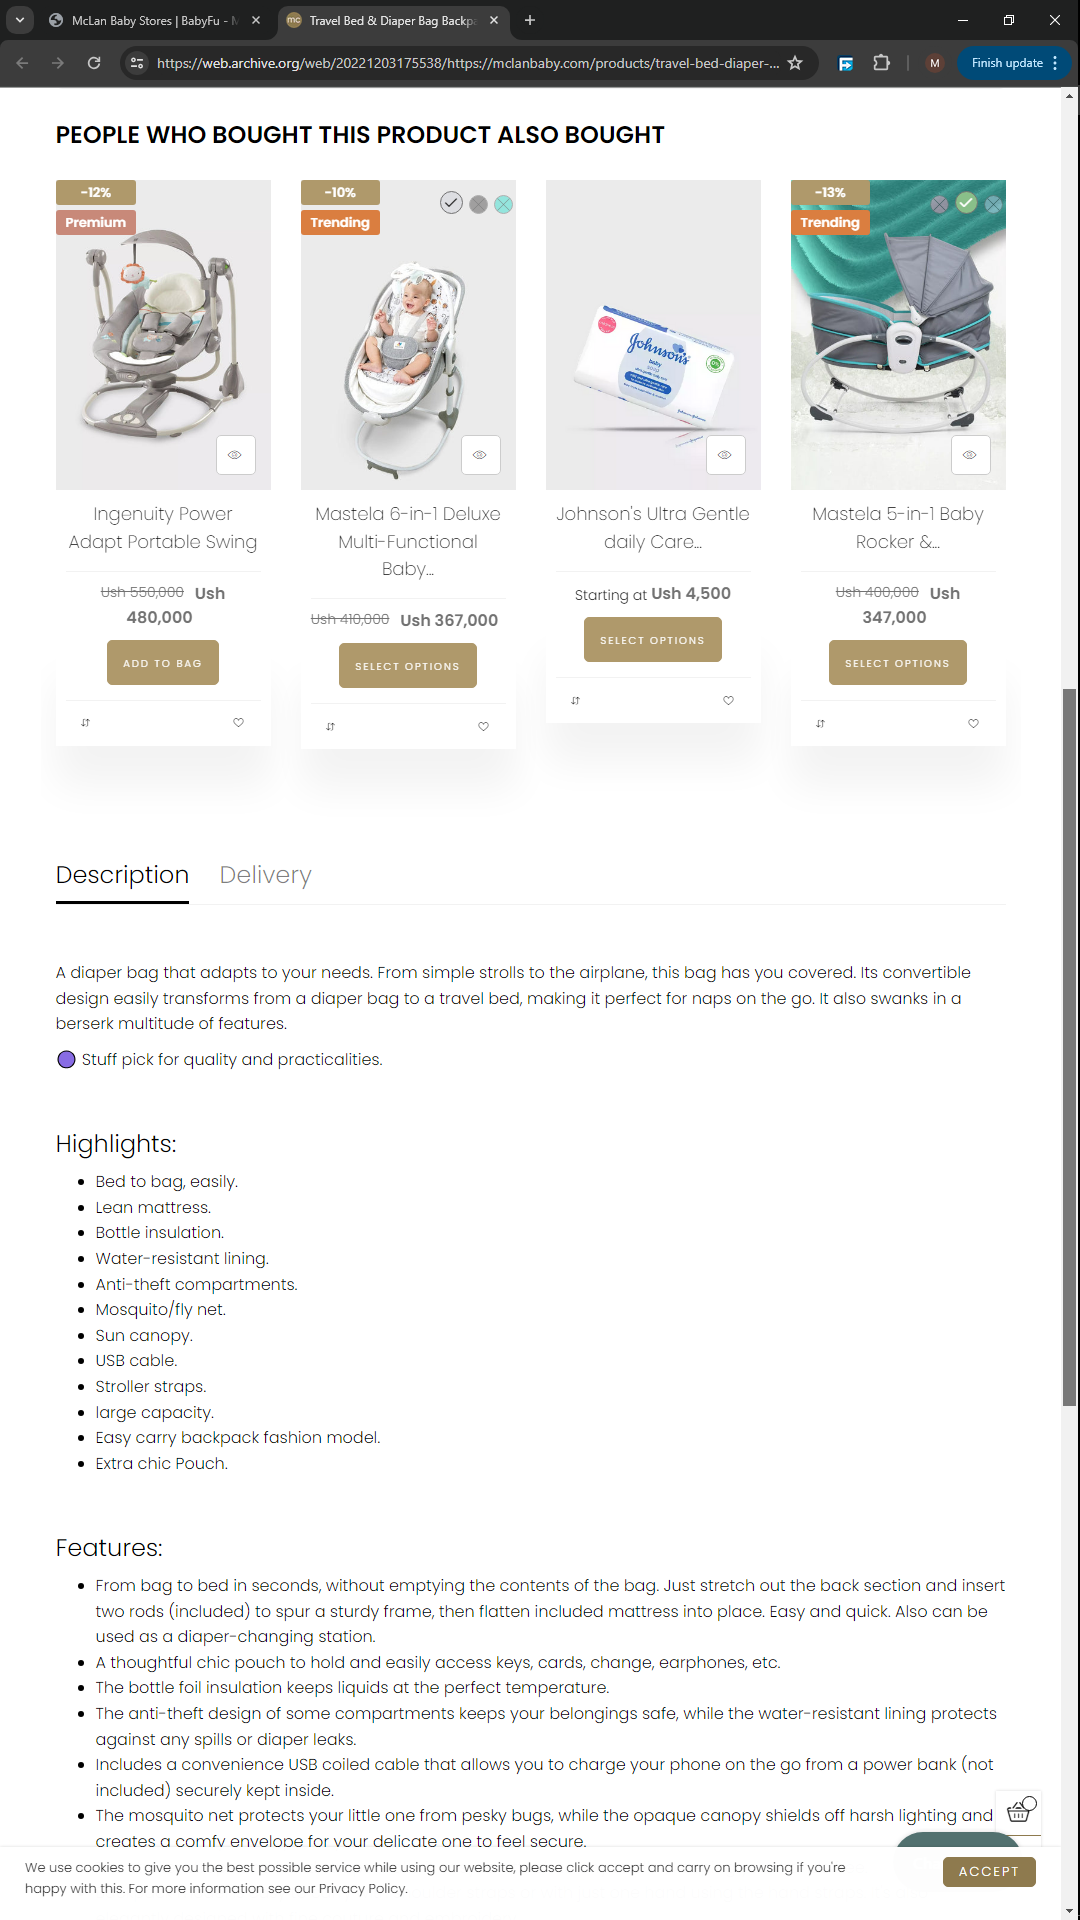 McLan Baby Stores | BabyFu - M
mc
Travel Bed & Diaper Bag Backpa
https://web.archive.org/web/20221203175538/https://mclanbaby.com/products/travel-bed-diaper-...
M
Finish update
PEOPLE WHO BOUGHT THIS PRODUCT ALSO BOUGHT
-12%
Premium
-10%
Trending
Johnson's
baby
-13%
Trending
Ingenuity Power
Adapt Portable Swing
Ush 550,000 Ush
480,000
ADD TO BAG
Mastela 6-in-1 Deluxe
Multi-Functional
Baby...
Ush 410,000 Ush 367,000
SELECT OPTIONS
Johnson's Ultra Gentle
daily Care...
Starting at Ush 4,500
SELECT OPTIONS
Mastela 5-in-1 Baby
Rocker &...
Ush 400,000 Ush
347,000
SELECT OPTIONS
Description Delivery
A diaper bag that adapts to your needs. From simple strolls to the airplane, this bag has you covered. Its convertible
design easily transforms from a diaper bag to a travel bed, making it perfect for naps on the go. It also swanks in a
berserk multitude of features.
Stuff pick for quality and practicalities.
Highlights:
Bed to bag, easily.
Lean mattress.
Bottle insulation.
Water-resistant lining.
Anti-theft compartments.
Mosquito/fly net.
Sun canopy.
USB cable.
Stroller straps.
large capacity.
Easy carry backpack fashion model.
Extra chic Pouch.
Features:
From bag to bed in seconds, without emptying the contents of the bag. Just stretch out the back section and insert
two rods (included) to spur a sturdy frame, then flatten included mattress into place. Easy and quick. Also can be
used as a diaper-changing station.
A thoughtful chic pouch to hold and easily access keys, cards, change, earphones, etc.
The bottle foil insulation keeps liquids at the perfect temperature.
The anti-theft design of some compartments keeps your belongings safe, while the water-resistant lining protects
against any spills or diaper leaks.
Includes a convenience USB coiled cable that allows you to charge your phone on the go from a power bank (not
included) securely kept inside.
The mosquito net protects your little one from pesky bugs, while the opaque canopy shields off harsh lighting and
creates a comfy envelope for your delicate one to feel secure.
We use cookies to give you the best possible service while using our website, please click accept and carry on browsing if you're
happy with this. For more information see our Privacy Policy.
ACCEPT